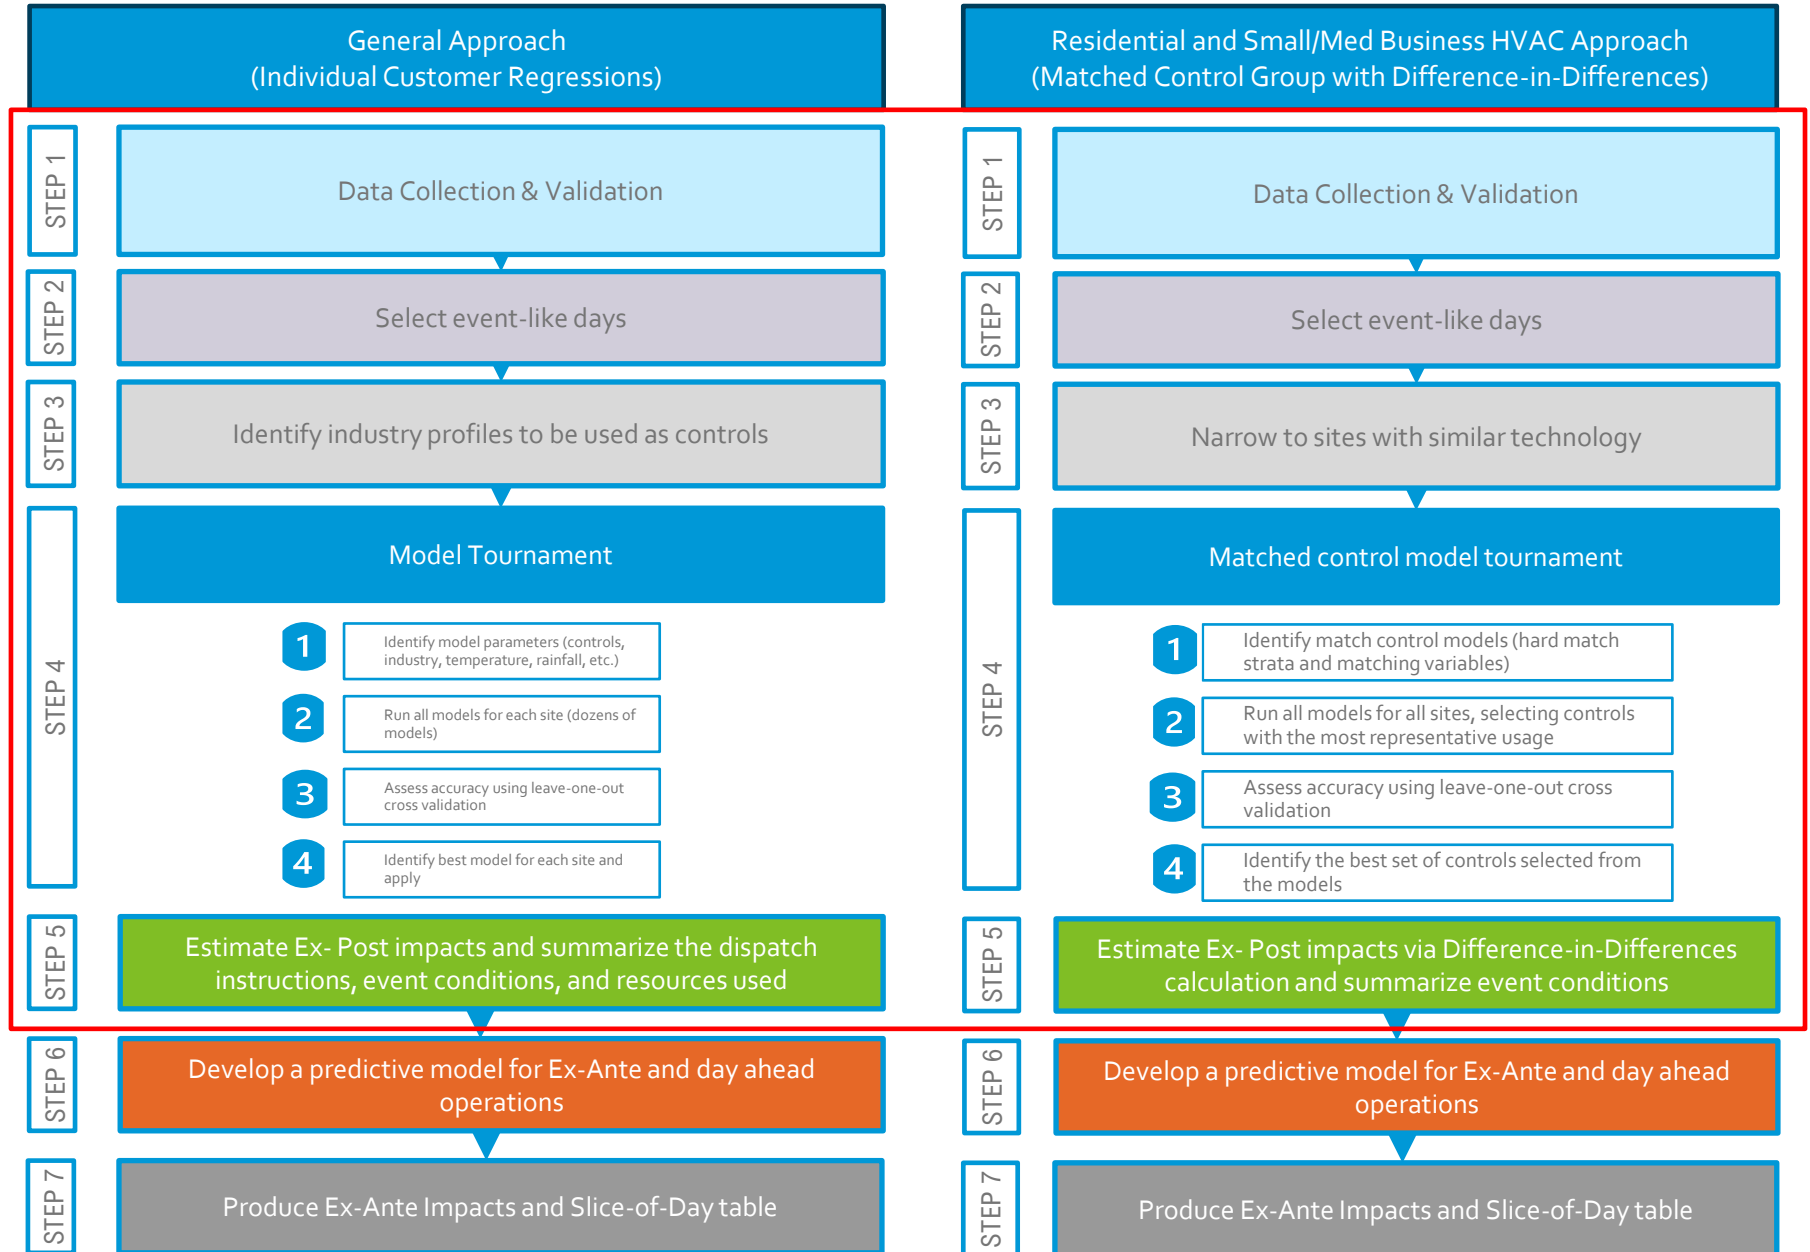 General Approach
(Individual Customer Regressions)
STEP 1
Data Collection & Validation
STEP 2
Select event-like days
STEP 3
Identify industry profiles to be used as controls
STEP 4
Model Tournament
1
Identify model parameters (controls,
industry, temperature, rainfall, etc.)
2
Run all models for each site (dozens of
models)
3
Assess accuracy using leave-one-out
cross validation
4
Identify best model for each site and
apply
STEP 5
Estimate Ex- Post impacts and summarize the dispatch
instructions, event conditions, and resources used
STEP 6
Develop a predictive model for Ex-Ante and day ahead
operations
STEP 7
Produce Ex-Ante Impacts and Slice-of-Day table
Residential and Small/Med Business HVAC Approach
(Matched Control Group with Difference-in-Differences)
STEP 1
Data Collection & Validation
STEP 2
Select event-like days
STEP 3
Narrow to sites with similar technology
STEP 4
Matched control model tournament
1
Identify match control models (hard match
strata and matching variables)
2
Run all models for all sites, selecting controls
with the most representative usage
3
Assess accuracy using leave-one-out cross
validation
4
Identify the best set of controls selected from
the models
STEP 5
Estimate Ex- Post impacts via Difference-in-Differences
calculation and summarize event conditions
STEP 6
Develop a predictive model for Ex-Ante and day ahead
operations
STEP 7
Produce Ex-Ante Impacts and Slice-of-Day table